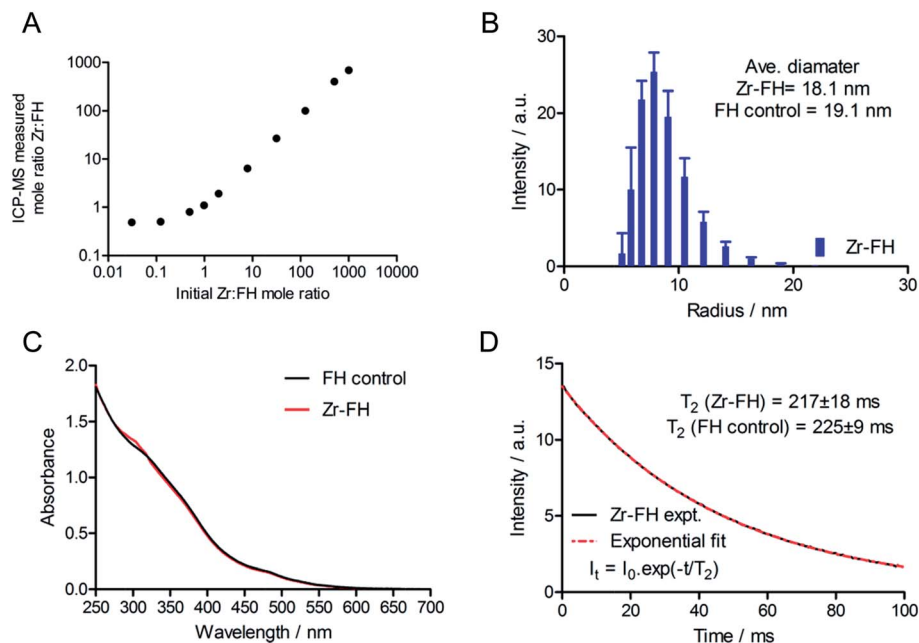 A
ICP-MS measured
mole ratio Zr:FH
1000
100
10
1
0.1
0.01 0.1 1 10 100 1000 10000
Initial Zr:FH mole ratio
B
Intensity / a.u.
30
20
10
0
Ave. diamater
Zr-FH= 18.1 nm
FH control = 19.1 nm
Zr-FH
0 10 20 30
Radius / nm
C
Absorbance
2.0
1.5
1.0
0.5
0.0
FH control
Zr-FH
250 300 350 400 450 500 550 600 650 700
Wavelength / nm
D
Intensity / a.u.
15
10
5
0
T2 (Zr-FH) = 217±18 ms
T2 (FH control) = 225±9 ms
Zr-FH expt.
Exponential fit
It = I0.exp(-t/T2)
0 20 40 60 80 100
Time / ms